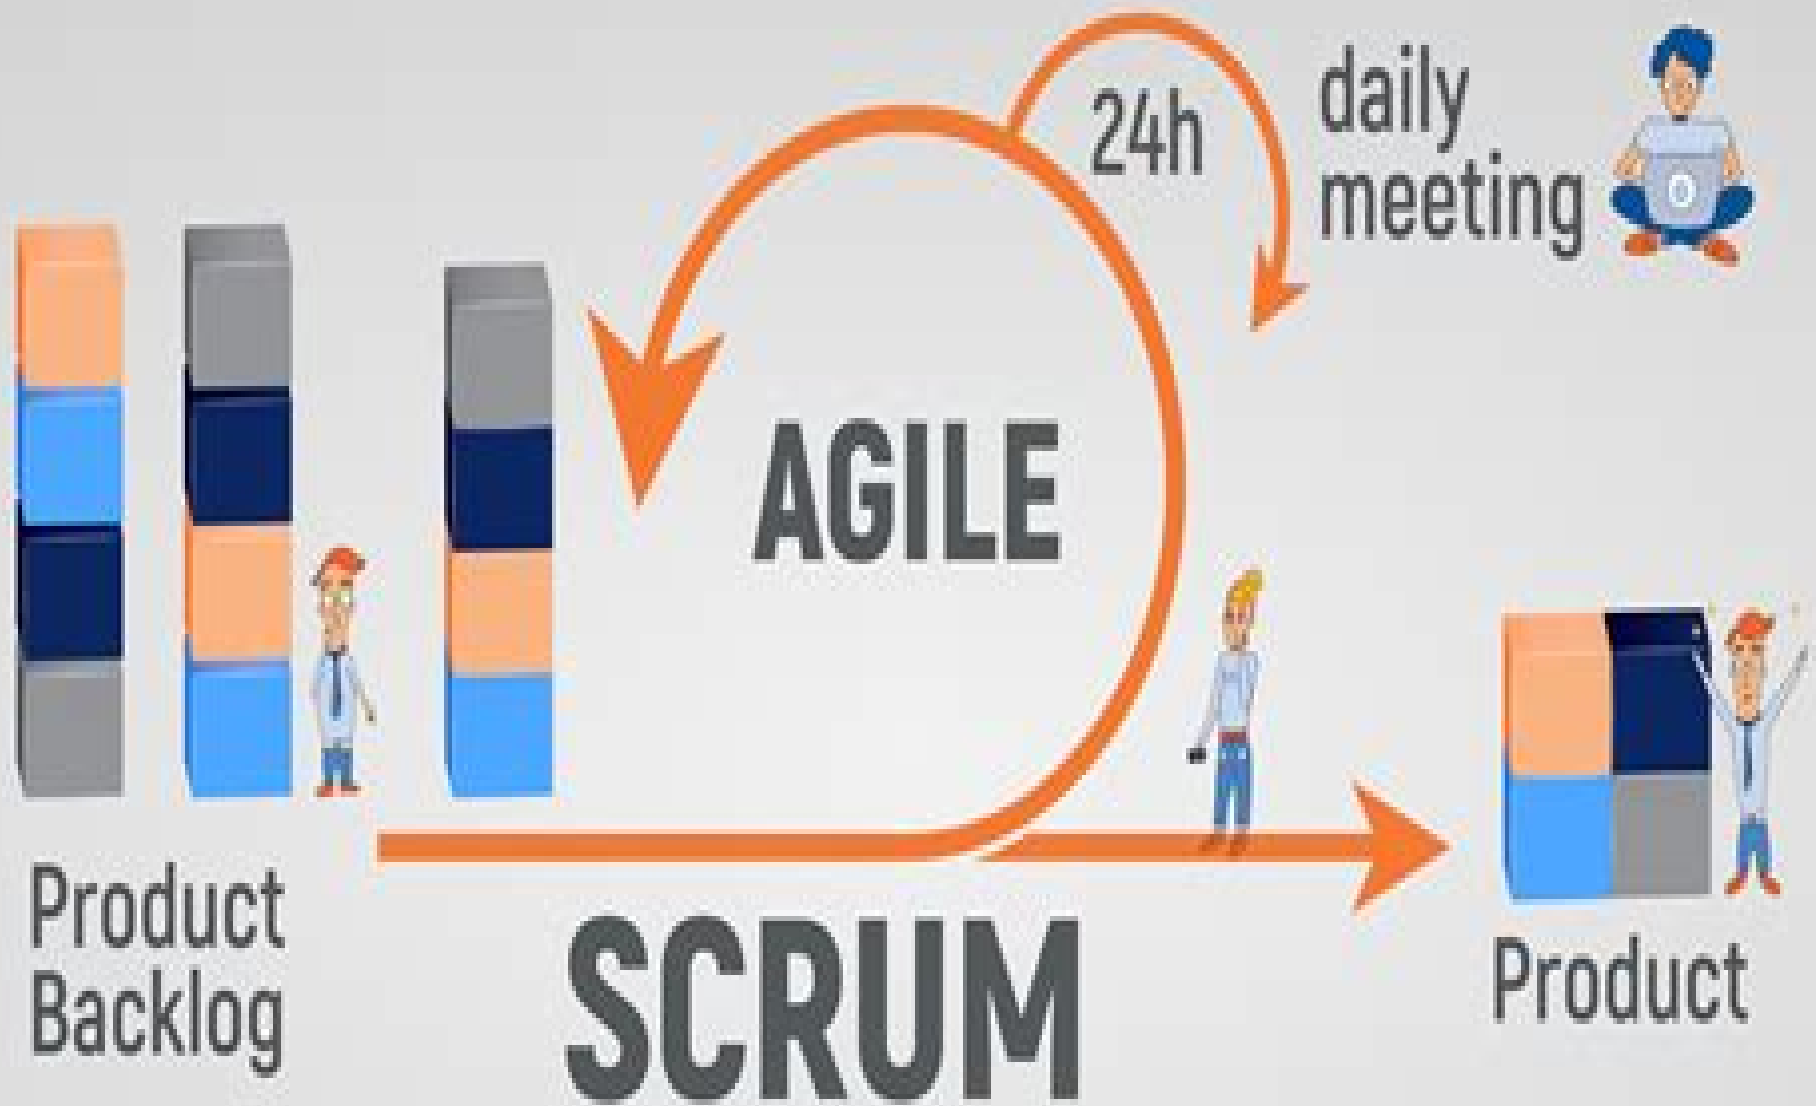 24h
daily
meeting
AGILE
Product
Backlog
SCRUM
Product